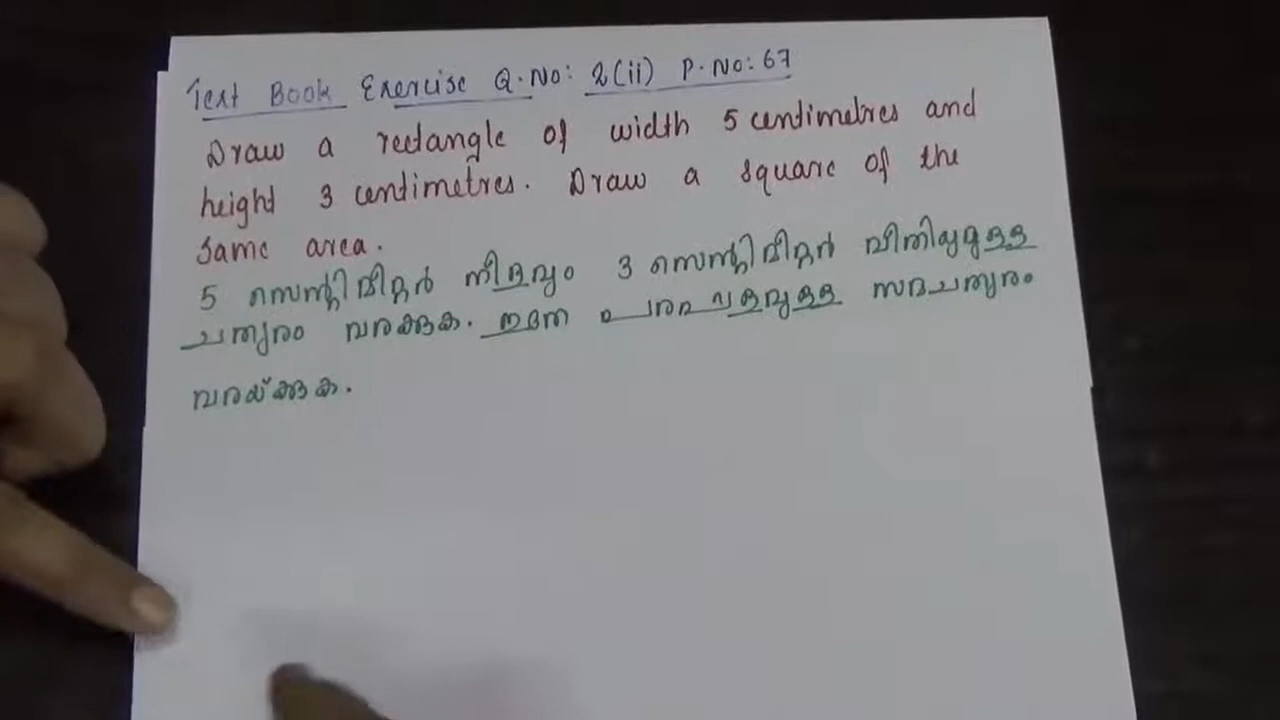 Text Book Exercise Q.No: 2(ii) P.No:67
Draw a rectangle of width 5 centimetres and
height 3 centimetres. Draw a square of the
same area.
5 സെന്റിമീറ്റർ നീളവും 3 സെന്റിമീറ്റർ വീതിയുമുള്ള
ചതുരം വരക്കുക. ഇതേ പരപ്പളവുള്ള സമചതുരം
വരയ്ക്കുക.